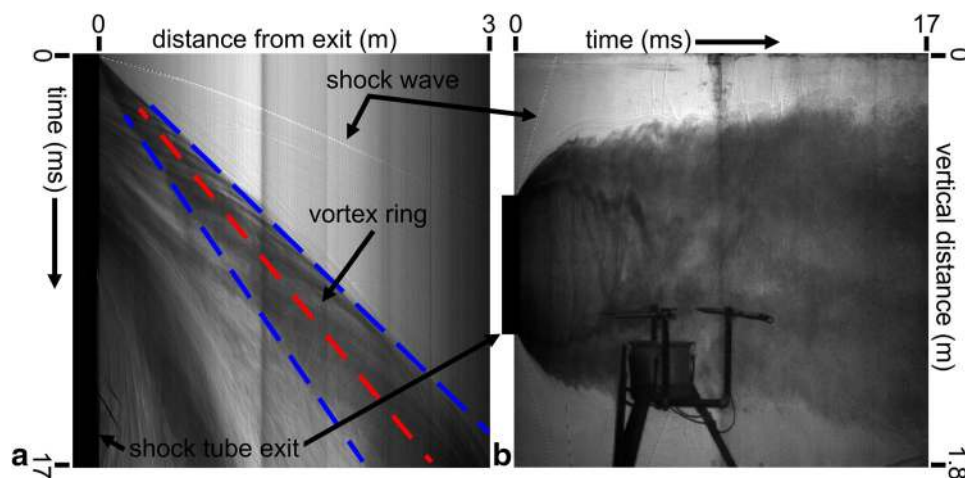 0
distance from exit (m)
3
0
time (ms)
17
shock wave
vortex ring
shock tube exit
a
17
0
time (ms)
0
vertical distance (m)
1.8
b